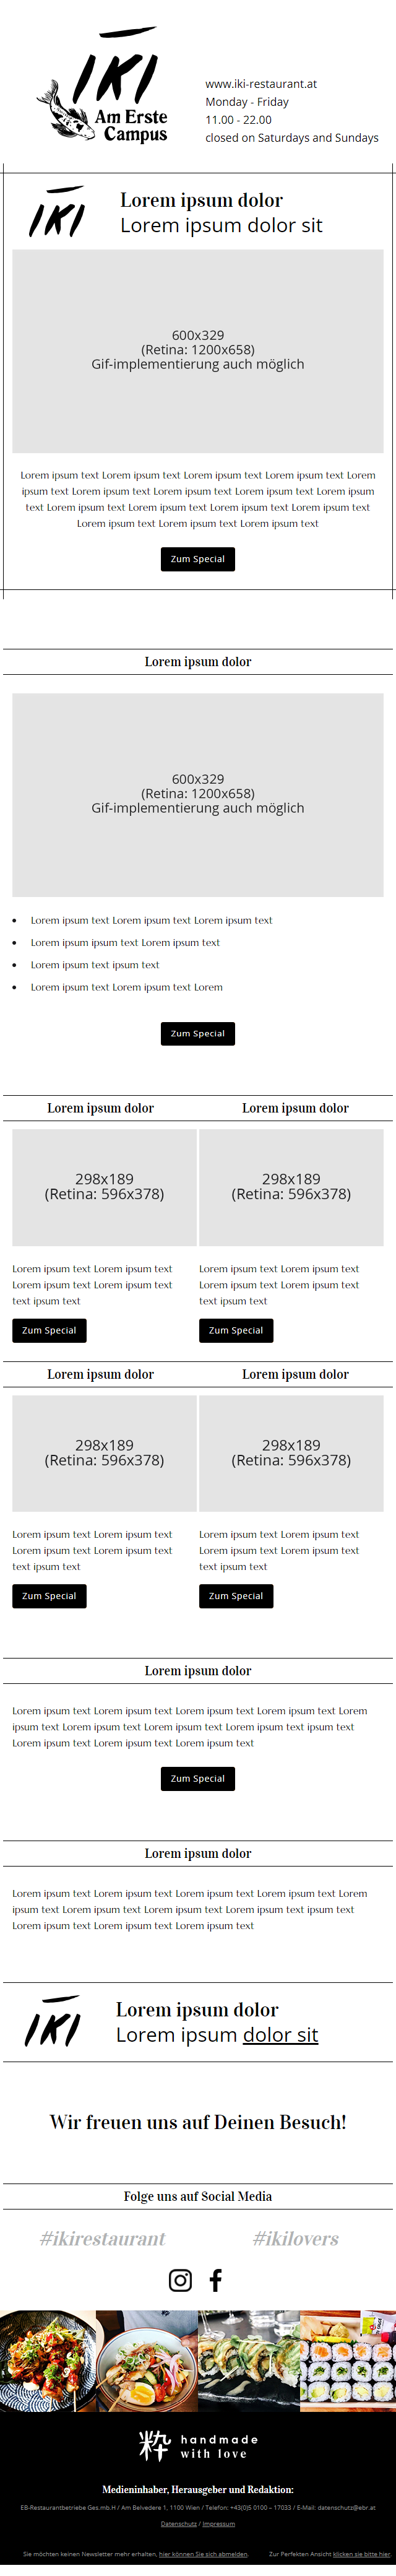 IKI
Am Erste
Campus
www.iki-restaurant.at
Monday - Friday
11.00 - 22.00
closed on Saturdays and Sundays
IKI
Lorem ipsum dolor
Lorem ipsum dolor sit
600x329
(Retina: 1200x658)
Gif-implementierung auch möglich
Lorem ipsum text Lorem ipsum text Lorem ipsum text Lorem ipsum text Lorem
ipsum text Lorem ipsum text Lorem ipsum text Lorem ipsum text Lorem ipsum
text Lorem ipsum text Lorem ipsum text Lorem ipsum text Lorem ipsum text
Lorem ipsum text Lorem ipsum text Lorem ipsum text
Zum Special
Lorem ipsum dolor
600x329
(Retina: 1200x658)
Gif-implementierung auch möglich
• Lorem ipsum text Lorem ipsum text Lorem ipsum text
• Lorem ipsum ipsum text Lorem ipsum text
• Lorem ipsum text ipsum text
• Lorem ipsum text Lorem ipsum text Lorem
Zum Special
Lorem ipsum dolor
298x189
(Retina: 596x378)
Lorem ipsum text Lorem ipsum text
Lorem ipsum text Lorem ipsum text
text ipsum text
Zum Special
Lorem ipsum dolor
298x189
(Retina: 596x378)
Lorem ipsum text Lorem ipsum text
Lorem ipsum text Lorem ipsum text
text ipsum text
Zum Special
Lorem ipsum dolor
298x189
(Retina: 596x378)
Lorem ipsum text Lorem ipsum text
Lorem ipsum text Lorem ipsum text
text ipsum text
Zum Special
Lorem ipsum dolor
298x189
(Retina: 596x378)
Lorem ipsum text Lorem ipsum text
Lorem ipsum text Lorem ipsum text
text ipsum text
Zum Special
Lorem ipsum dolor
Lorem ipsum text Lorem ipsum text Lorem ipsum text Lorem ipsum text Lorem
ipsum text Lorem ipsum text Lorem ipsum text Lorem ipsum text ipsum text
Lorem ipsum text Lorem ipsum text Lorem ipsum text
Zum Special
Lorem ipsum dolor
Lorem ipsum text Lorem ipsum text Lorem ipsum text Lorem ipsum text Lorem
ipsum text Lorem ipsum text Lorem ipsum text Lorem ipsum text ipsum text
Lorem ipsum text Lorem ipsum text Lorem ipsum text
IKI
Lorem ipsum dolor
Lorem ipsum dolor sit
Wir freuen uns auf Deinen Besuch!
Folge uns auf Social Media
#ikirestaurant
#ikilovers
粋 handmade
with love
Medieninhaber, Herausgeber und Redaktion:
EB-Restaurantbetriebe Ges.mb.H / Am Belvedere 1, 1100 Wien / Telefon: +43(0)5 0100 – 17033 / E-Mail: datenschutz@ebr.at
Datenschutz / Impressum
Sie möchten keinen Newsletter mehr erhalten, hier können Sie sich abmelden.
Zur Perfekten Ansicht klicken sie bitte hier.